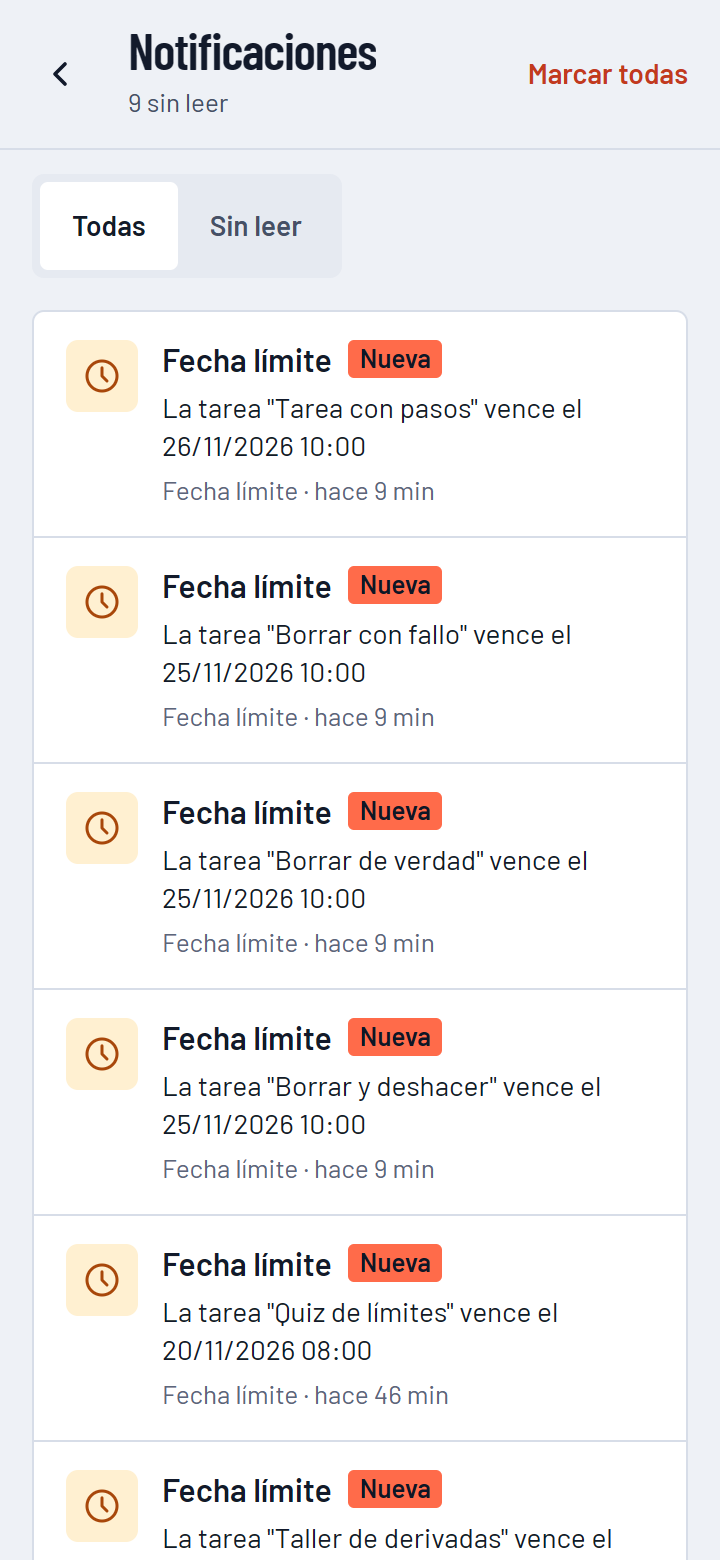 Notificaciones
9 sin leer
Marcar todas
Todas
Sin leer
Fecha límite Nueva
La tarea "Tarea con pasos" vence el
26/11/2026 10:00
Fecha límite · hace 9 min
Fecha límite Nueva
La tarea "Borrar con fallo" vence el
25/11/2026 10:00
Fecha límite · hace 9 min
Fecha límite Nueva
La tarea "Borrar de verdad" vence el
25/11/2026 10:00
Fecha límite · hace 9 min
Fecha límite Nueva
La tarea "Borrar y deshacer" vence el
25/11/2026 10:00
Fecha límite · hace 9 min
Fecha límite Nueva
La tarea "Quiz de límites" vence el
20/11/2026 08:00
Fecha límite · hace 46 min
Fecha límite Nueva
La tarea "Taller de derivadas" vence el